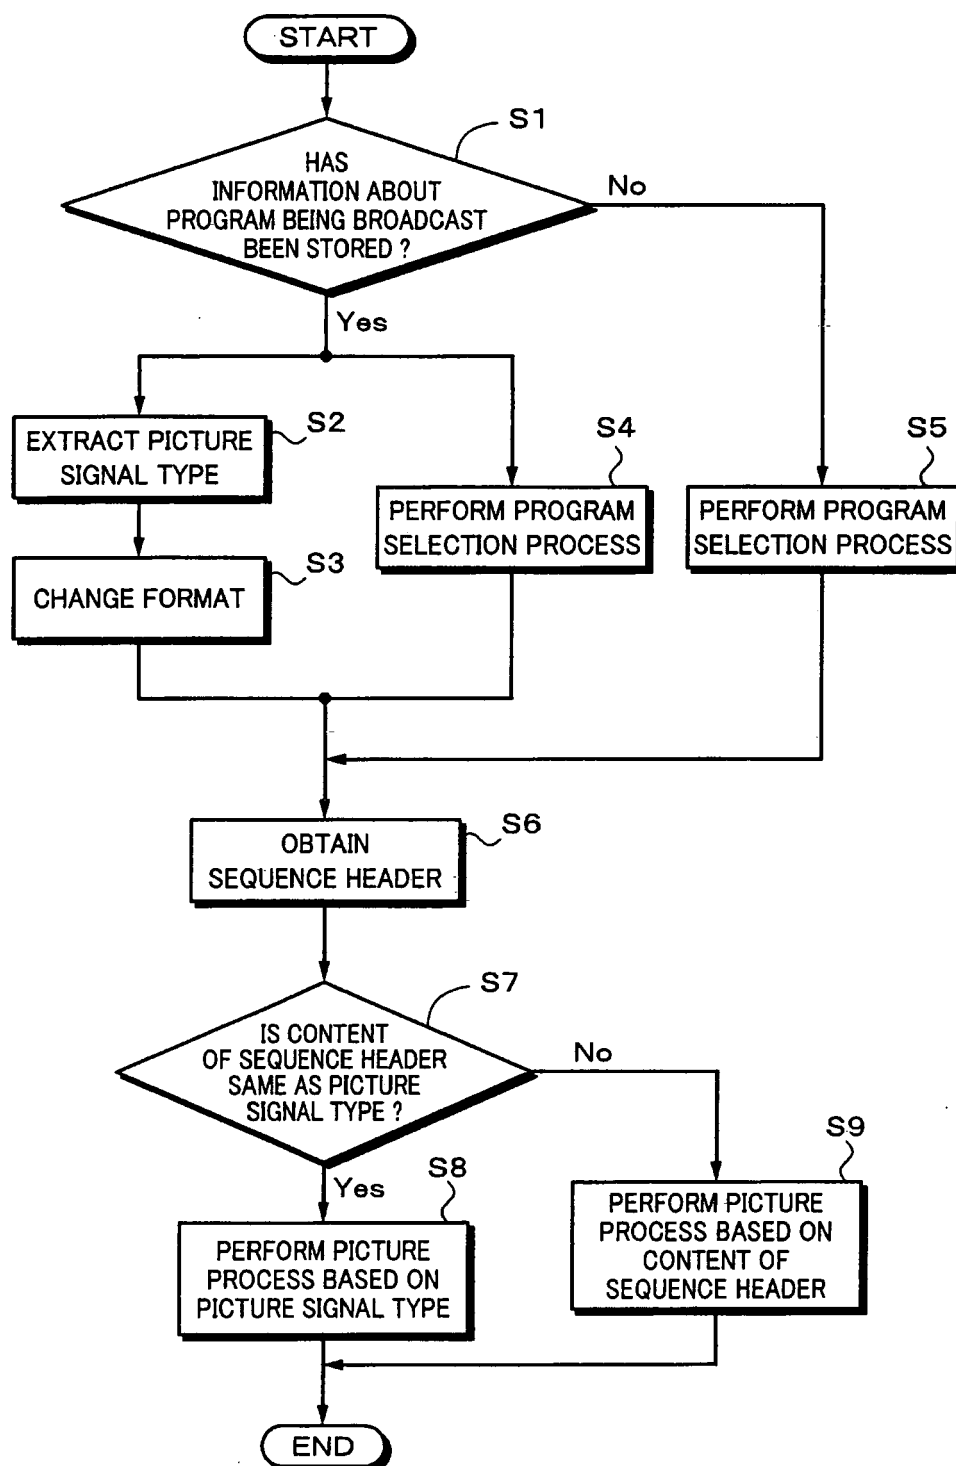 START
S1
HAS
INFORMATION ABOUT
PROGRAM BEING BROADCAST
BEEN STORED ?
No
Yes
S2
EXTRACT PICTURE
SIGNAL TYPE
S4
PERFORM PROGRAM
SELECTION PROCESS
S5
PERFORM PROGRAM
SELECTION PROCESS
S3
CHANGE FORMAT
S6
OBTAIN
SEQUENCE HEADER
S7
IS CONTENT
OF SEQUENCE HEADER
SAME AS PICTURE
SIGNAL TYPE ?
No
Yes
S8
PERFORM PICTURE
PROCESS BASED ON
PICTURE SIGNAL TYPE
S9
PERFORM PICTURE
PROCESS BASED ON
CONTENT OF
SEQUENCE HEADER
END